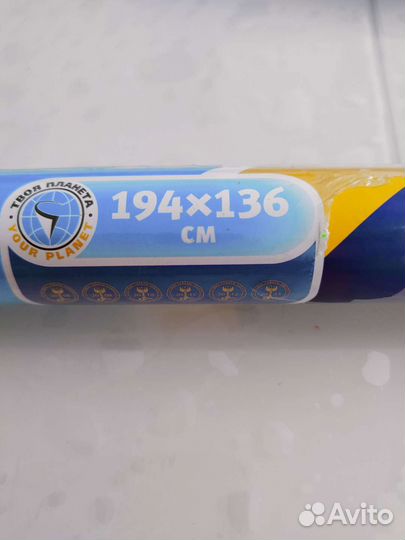 ТВОЯ ПЛАНЕТА
YOUR PLANET
194×136
СМ
Avito